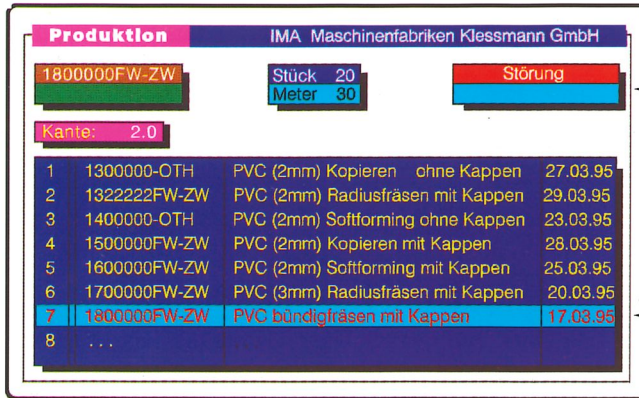 Produktion IMA Maschinenfabriken Klessmann GmbH
1800000FW-ZW Stück 20 Störung
Meter 30
Kante: 2.0
1 1300000-OTH PVC (2mm) Kopieren ohne Kappen 27.03.95
2 1322222FW-ZW PVC (2mm) Radiusfräsen mit Kappen 29.03.95
3 1400000-OTH PVC (2mm) Softforming ohne Kappen 23.03.95
4 1500000FW-ZW PVC (2mm) Kopieren mit Kappen 28.03.95
5 1600000FW-ZW PVC (2mm) Softforming mit Kappen 25.03.95
6 1700000FW-ZW PVC (3mm) Radiusfräsen mit Kappen 20.03.95
7 1800000FW-ZW PVC bündigfräsen mit Kappen 17.03.95
8 ...